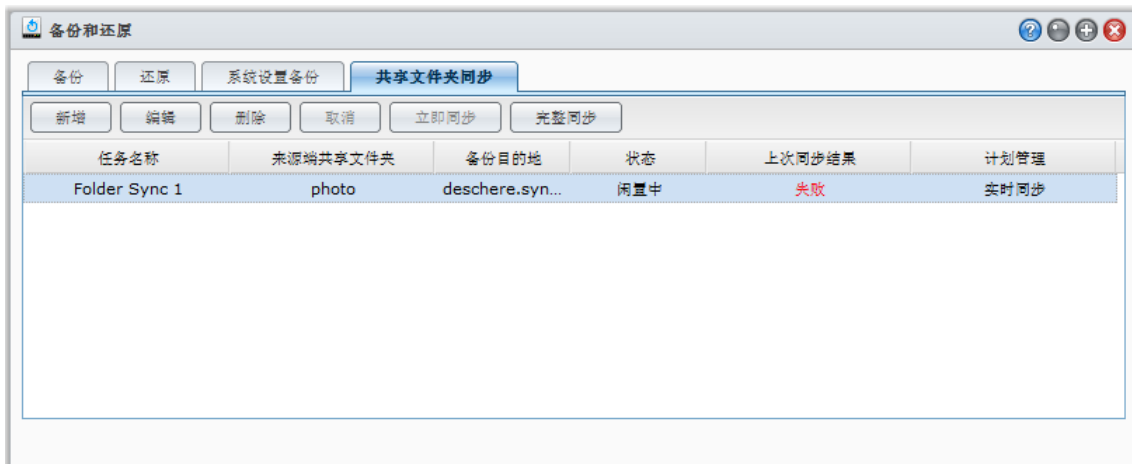 备份和还原
备份 还原 系统设置备份 共享文件夹同步
新增 编辑 删除 取消 立即同步 完整同步
任务名称 来源端共享文件夹 备份目的地 状态 上次同步结果 计划管理
Folder Sync 1 photo deschere.syn... 闲置中 失败 实时同步